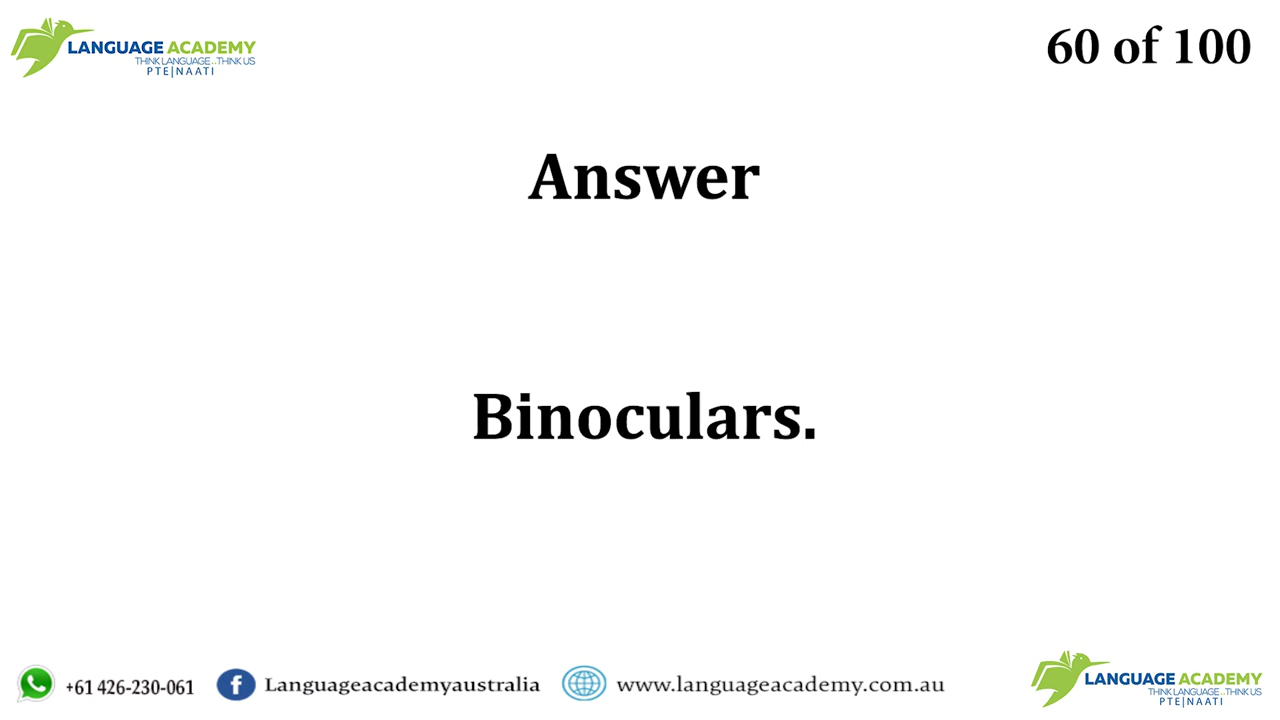 LANGUAGE ACADEMY
THINK LANGUAGE .. THINK US
PTE|NAATI
60 of 100
Answer
Binoculars.
+61 426-230-061
Languageacademyaustralia
www.languageacademy.com.au
LANGUAGE ACADEMY
THINK LANGUAGE .. THINK US
PTE|NAATI